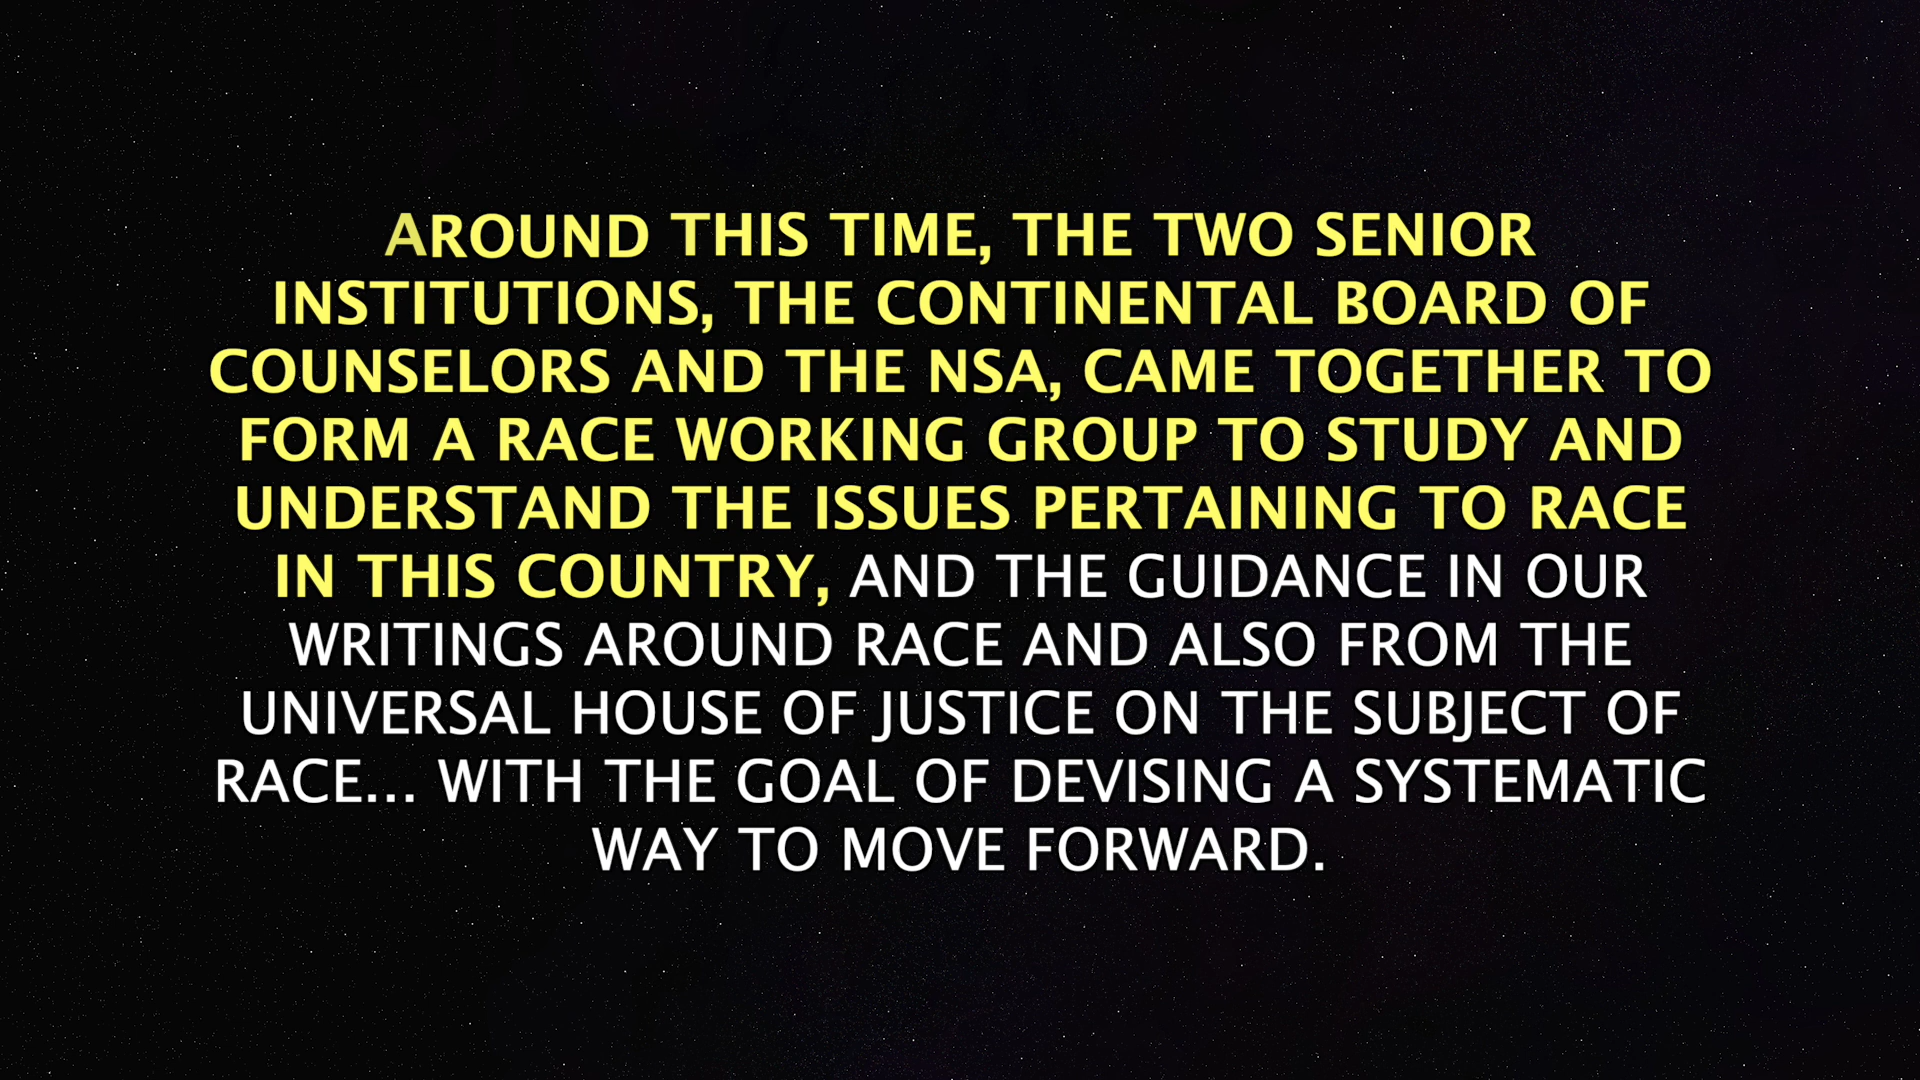 AROUND THIS TIME, THE TWO SENIOR
INSTITUTIONS, THE CONTINENTAL BOARD OF
COUNSELORS AND THE NSA, CAME TOGETHER TO
FORM A RACE WORKING GROUP TO STUDY AND
UNDERSTAND THE ISSUES PERTAINING TO RACE
IN THIS COUNTRY, AND THE GUIDANCE IN OUR
WRITINGS AROUND RACE AND ALSO FROM THE
UNIVERSAL HOUSE OF JUSTICE ON THE SUBJECT OF
RACE... WITH THE GOAL OF DEVISING A SYSTEMATIC
WAY TO MOVE FORWARD.